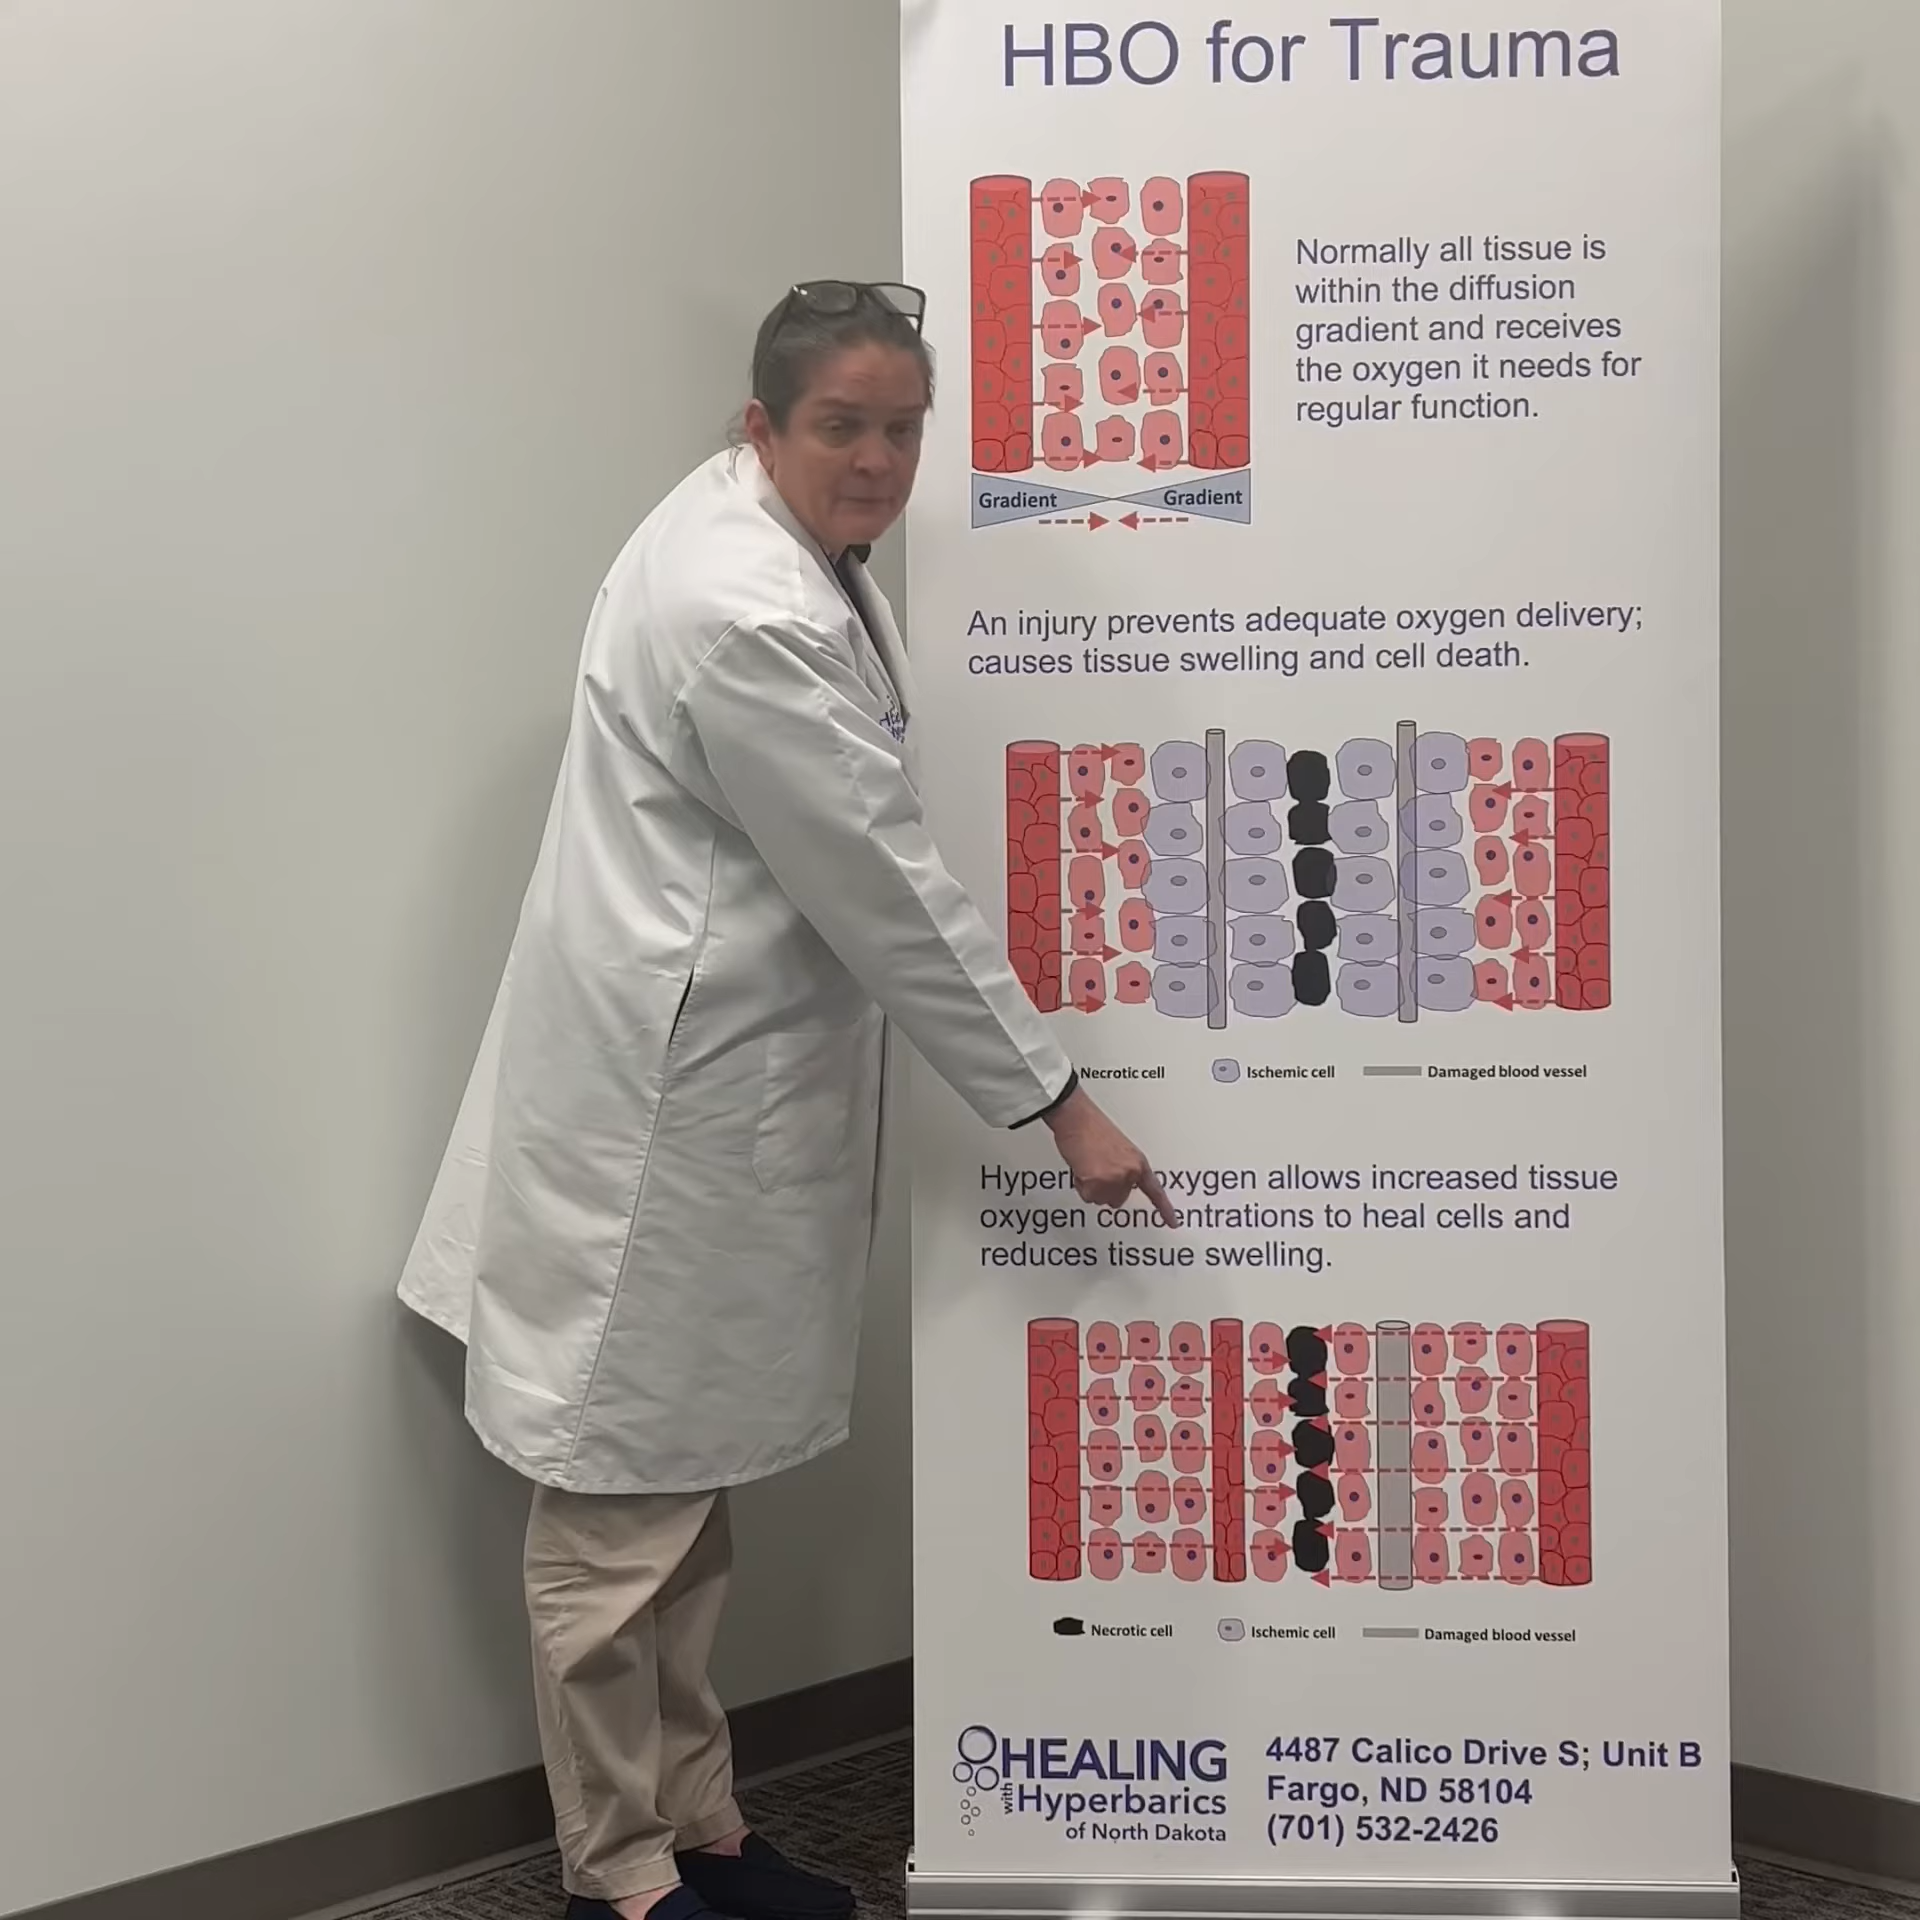 HBO for Trauma
Normally all tissue is
within the diffusion
gradient and receives
the oxygen it needs for
regular function.
Gradient
Gradient
An injury prevents adequate oxygen delivery;
causes tissue swelling and cell death.
Necrotic cell
Ischemic cell
Damaged blood vessel
oxygen allows increased tissue
oxygen concentrations to heal cells and
reduces tissue swelling.
Necrotic cell
Ischemic cell
Damaged blood vessel
HEALING
with Hyperbarics
of North Dakota
4487 Calico Drive S; Unit B
Fargo, ND 58104
(701) 532-2426